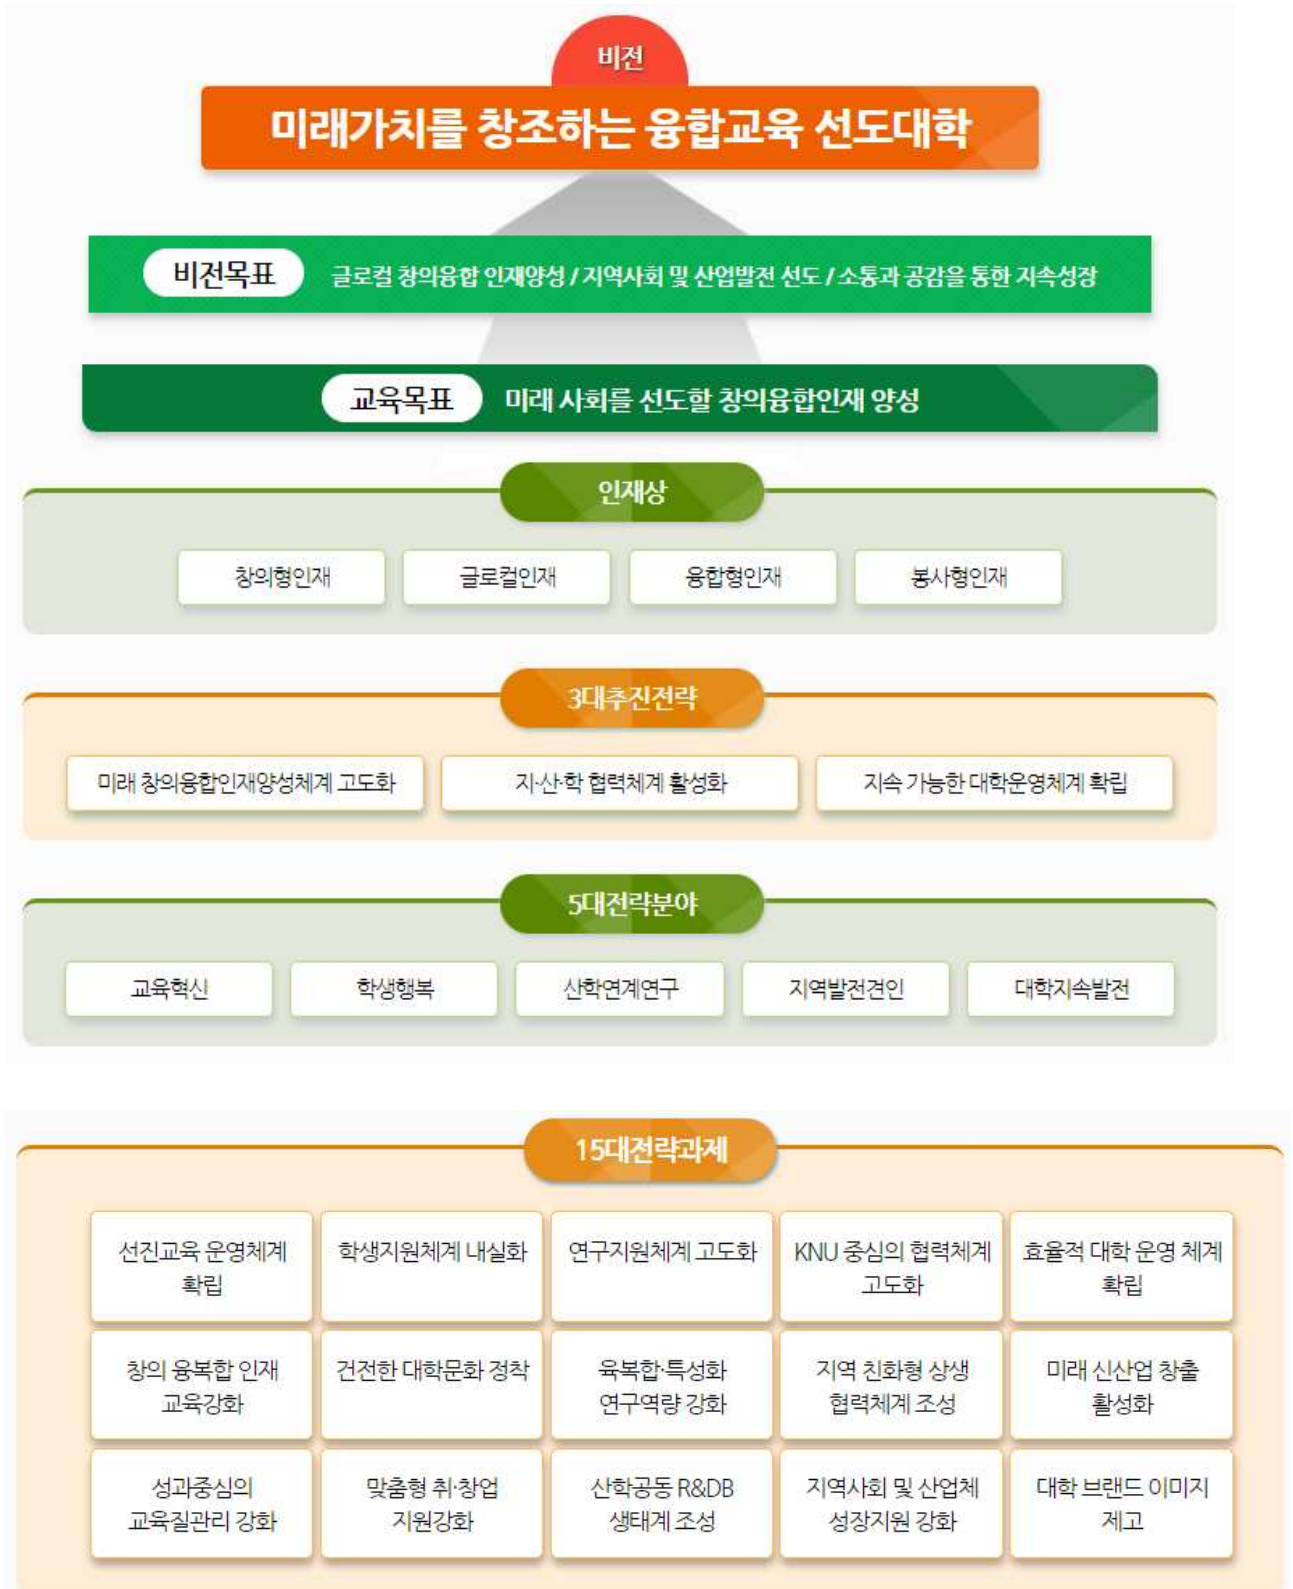 비전
미래가치를 창조하는 융합교육 선도대학
비전목표 글로컬 창의융합 인재양성 / 지역사회 및 산업발전 선도 / 소통과 공감을 통한 지속성장
교육목표 미래 사회를 선도할 창의융합인재 양성
인재상
창의형인재 글로컬인재 융합형인재 봉사형인재
3대추진전략
미래 창의융합인재양성체계 고도화 지·산·학 협력체계 활성화 지속 가능한 대학운영체계 확립
5대전략분야
교육혁신 학생행복 산학연계연구 지역발전견인 대학지속발전
15대전략과제
선진교육 운영체계
확립
학생지원체계 내실화
연구지원체계 고도화
KNU 중심의 협력체계
고도화
효율적 대학 운영 체계
확립
창의 융복합 인재
교육강화
건전한 대학문화 정착
육복합·특성화
연구역량 강화
지역 친화형 상생
협력체계 조성
미래 신산업 창출
활성화
성과중심의
교육질관리 강화
맞춤형 취·창업
지원강화
산학공동 R&DB
생태계 조성
지역사회 및 산업체
성장지원 강화
대학 브랜드 이미지
제고